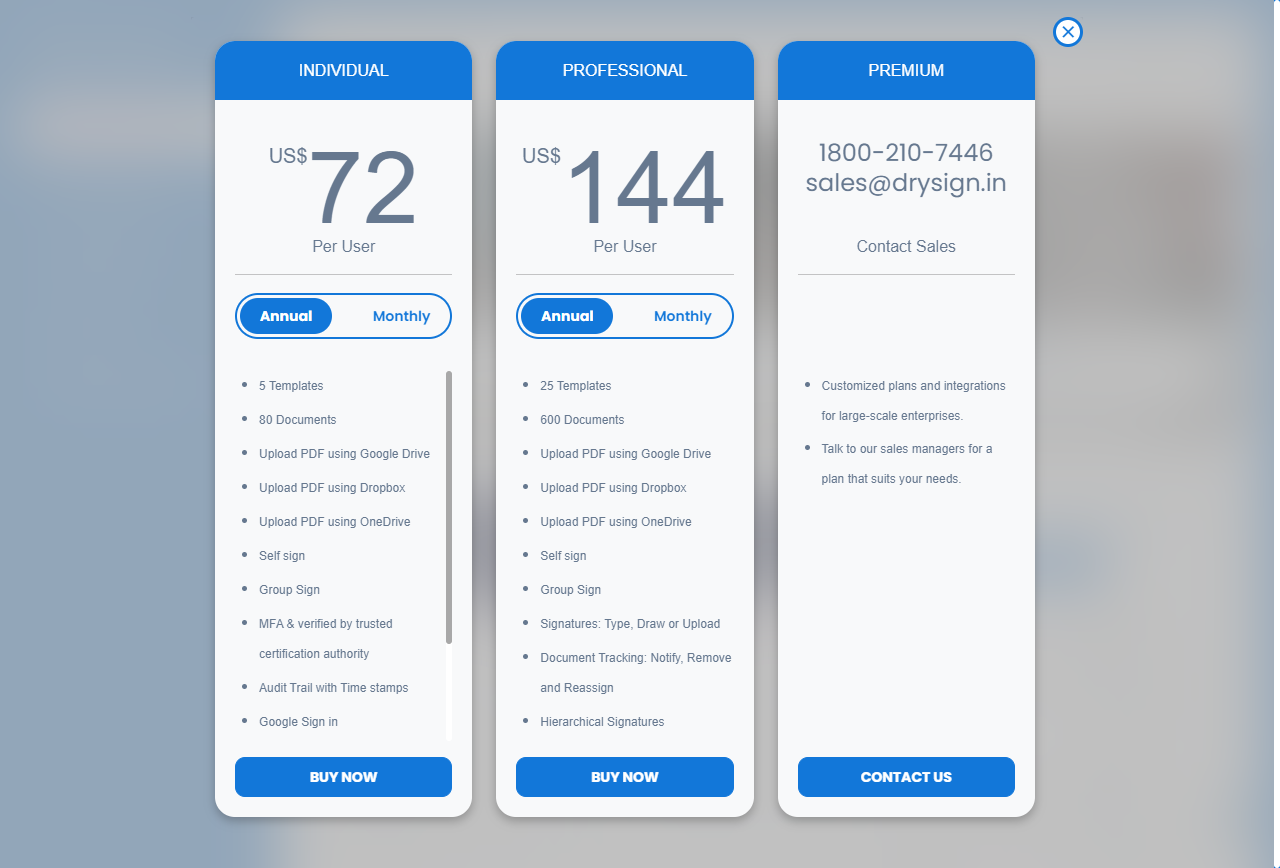 INDIVIDUAL
US$72
Per User
Annual Monthly
5 Templates
80 Documents
Upload PDF using Google Drive
Upload PDF using Dropbox
Upload PDF using OneDrive
Self sign
Group Sign
MFA & verified by trusted
certification authority
Audit Trail with Time stamps
Google Sign in
BUY NOW
PROFESSIONAL
US$144
Per User
Annual Monthly
25 Templates
600 Documents
Upload PDF using Google Drive
Upload PDF using Dropbox
Upload PDF using OneDrive
Self sign
Group Sign
Signatures: Type, Draw or Upload
Document Tracking: Notify, Remove
and Reassign
Hierarchical Signatures
BUY NOW
PREMIUM
1800-210-7446
sales@drysign.in
Contact Sales
Customized plans and integrations
for large-scale enterprises.
Talk to our sales managers for a
plan that suits your needs.
CONTACT US